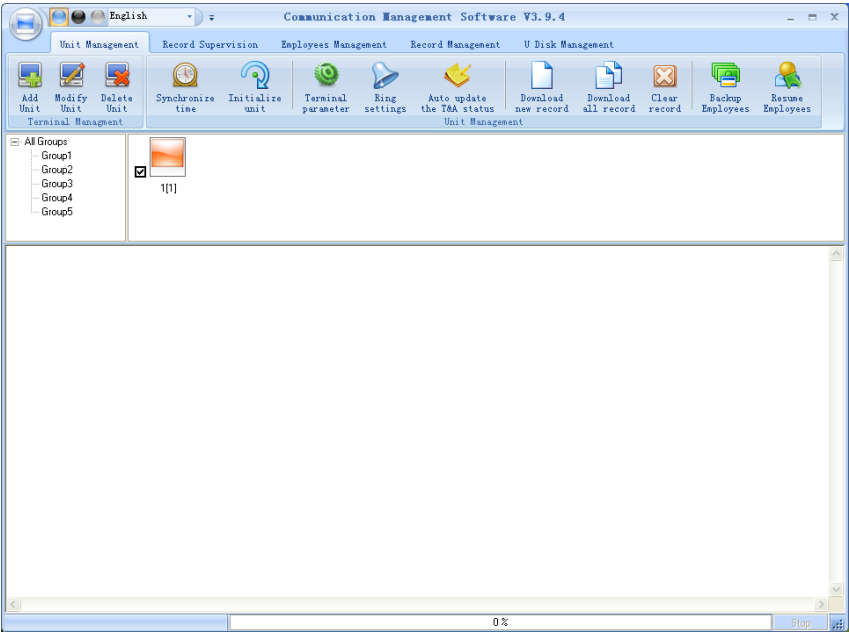 English
Communication Management Software V3.9.4
Unit Management Record Supervision Employees Management Record Management U Disk Management
Add Modify Delete Synchronize Initialize Terminal Ring Auto update Download Download Clear Backup Resume
Unit Unit Unit time unit parameter settings the T&A status new record all record record Employees Employees
Terminal Managment Unit Management
All Groups
Group1
Group2
Group3
Group4
Group5
1[1]
0 %
Stop